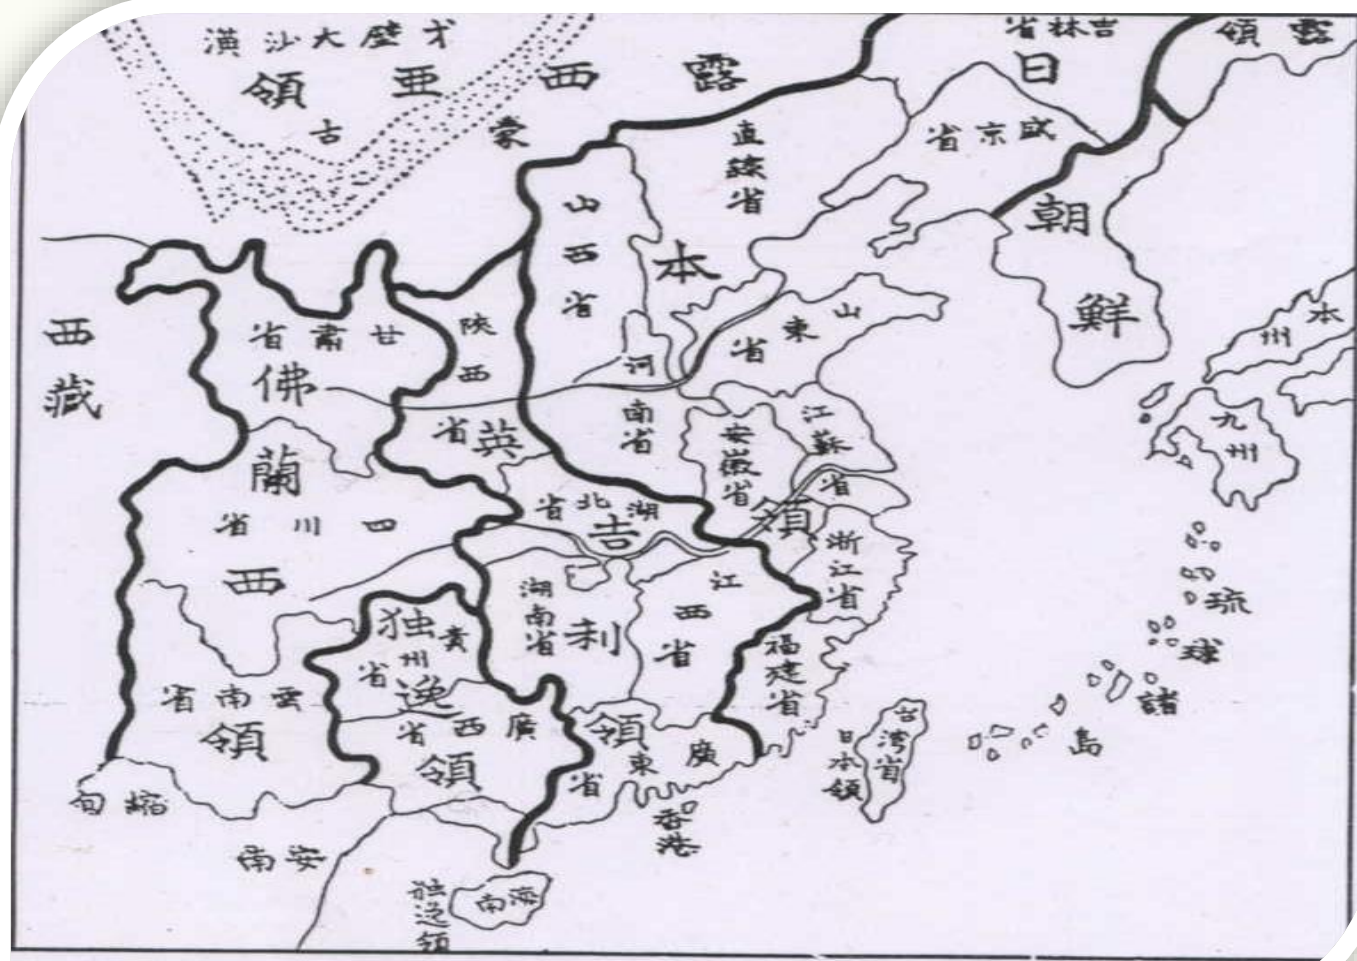 戈壁大沙漠
露西亜領
蒙古
吉林省
露領
日本領
盛京省
直隷省
山西省
朝鮮
山東省
河南省
陝西省
甘肅省
西藏
佛蘭西領
四川省
雲南省
英吉利領
湖北省
湖南省
安徽省
江蘇省
浙江省
江西省
福建省
独逸領
貴州省
廣西省
廣東省
香港
台湾省
日本領
本州
九州
琉球諸島
緬甸
安南
海南
独逸領